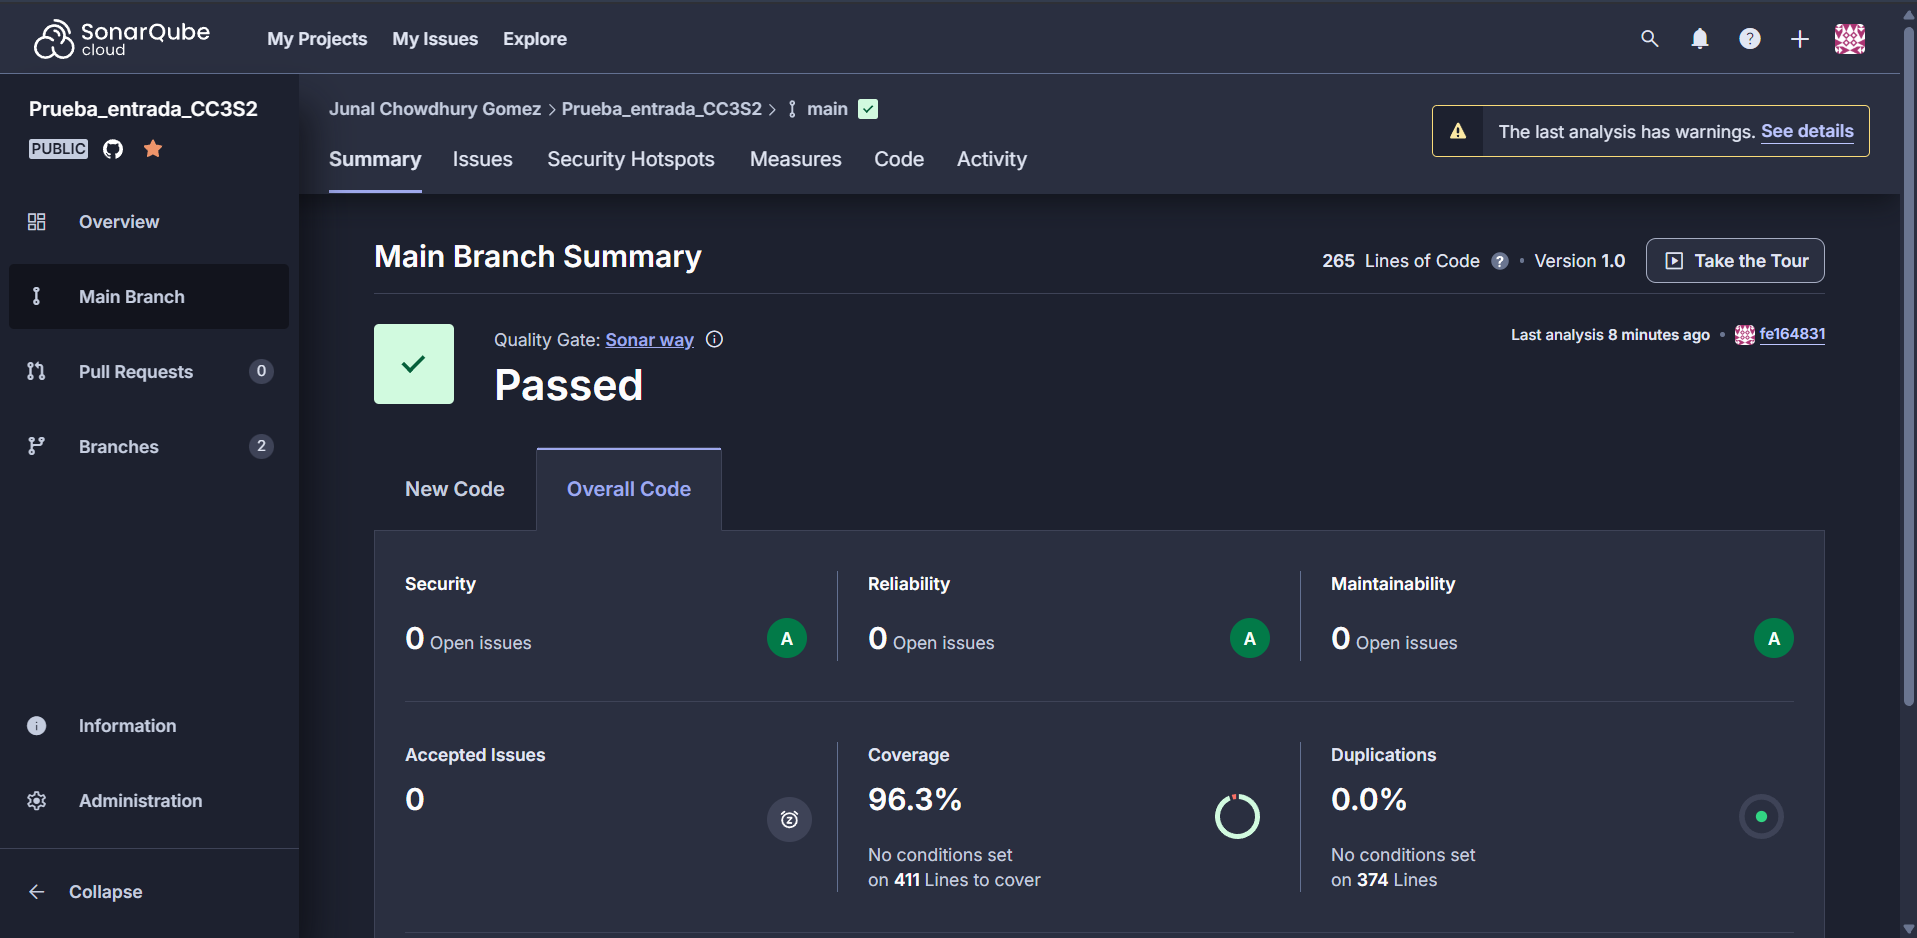 SonarQube cloud
My Projects My Issues Explore
Prueba_entrada_CC3S2
PUBLIC
Overview
Main Branch
Pull Requests 0
Branches 2
Information
Administration
Collapse
Junal Chowdhury Gomez > Prueba_entrada_CC3S2 > main
The last analysis has warnings. See details
Summary Issues Security Hotspots Measures Code Activity
Main Branch Summary
265 Lines of Code ? • Version 1.0
Take the Tour
Quality Gate: Sonar way
Passed
Last analysis 8 minutes ago • fe164831
New Code
Overall Code
Security
0 Open issues
A
Reliability
0 Open issues
A
Maintainability
0 Open issues
A
Accepted Issues
0
Coverage
96.3%
No conditions set
on 411 Lines to cover
Duplications
0.0%
No conditions set
on 374 Lines